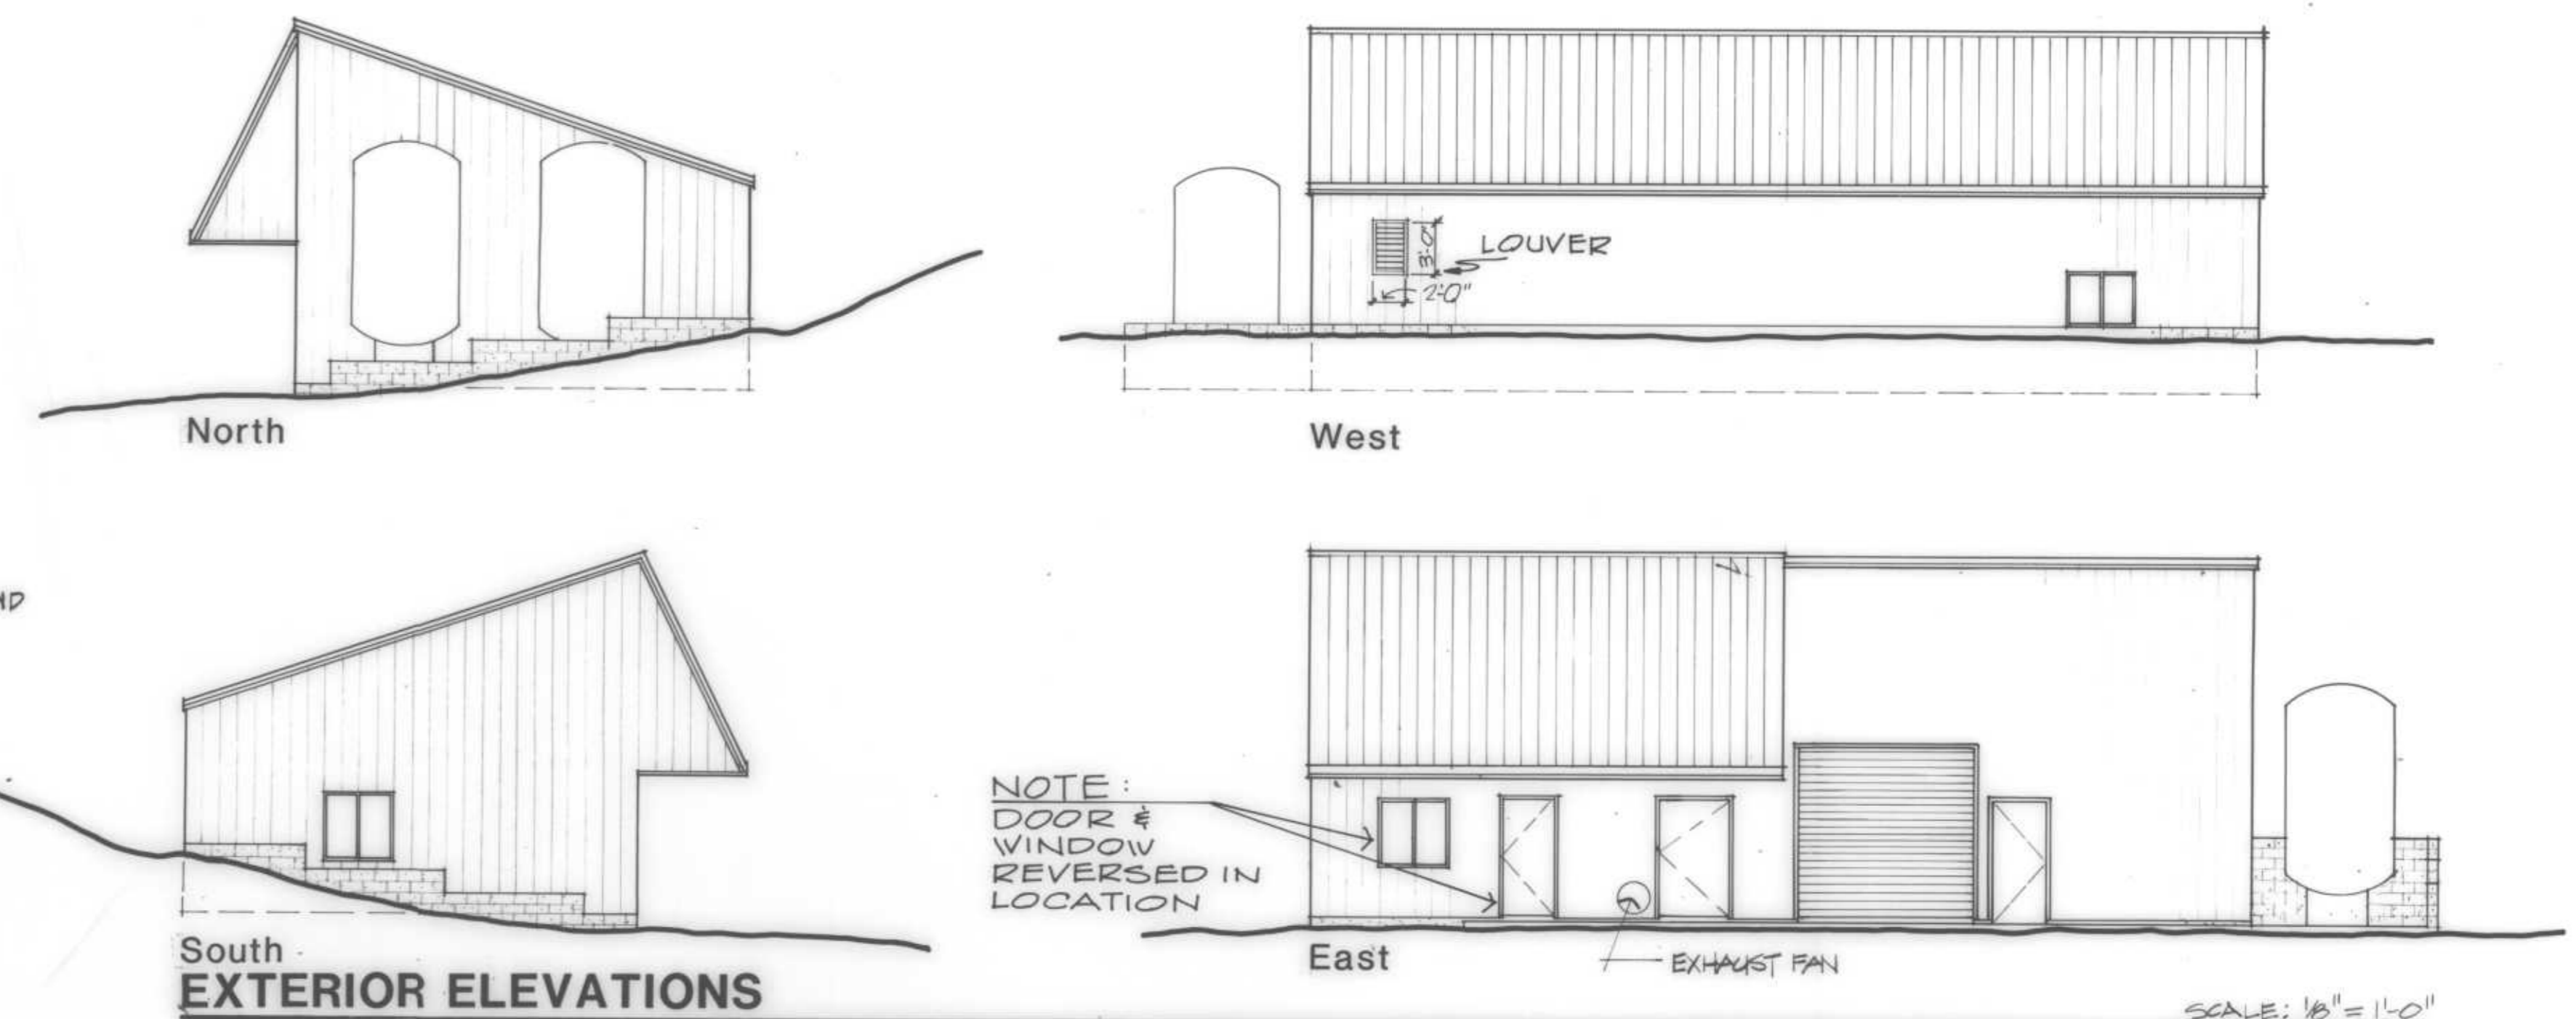 North
3'-0"
LOUVER
2'-0"
West
NOTE:
DOOR &
WINDOW
REVERSED IN
LOCATION
South
East
EXHAUST FAN
EXTERIOR ELEVATIONS
SCALE: 1/8" = 1'-0"